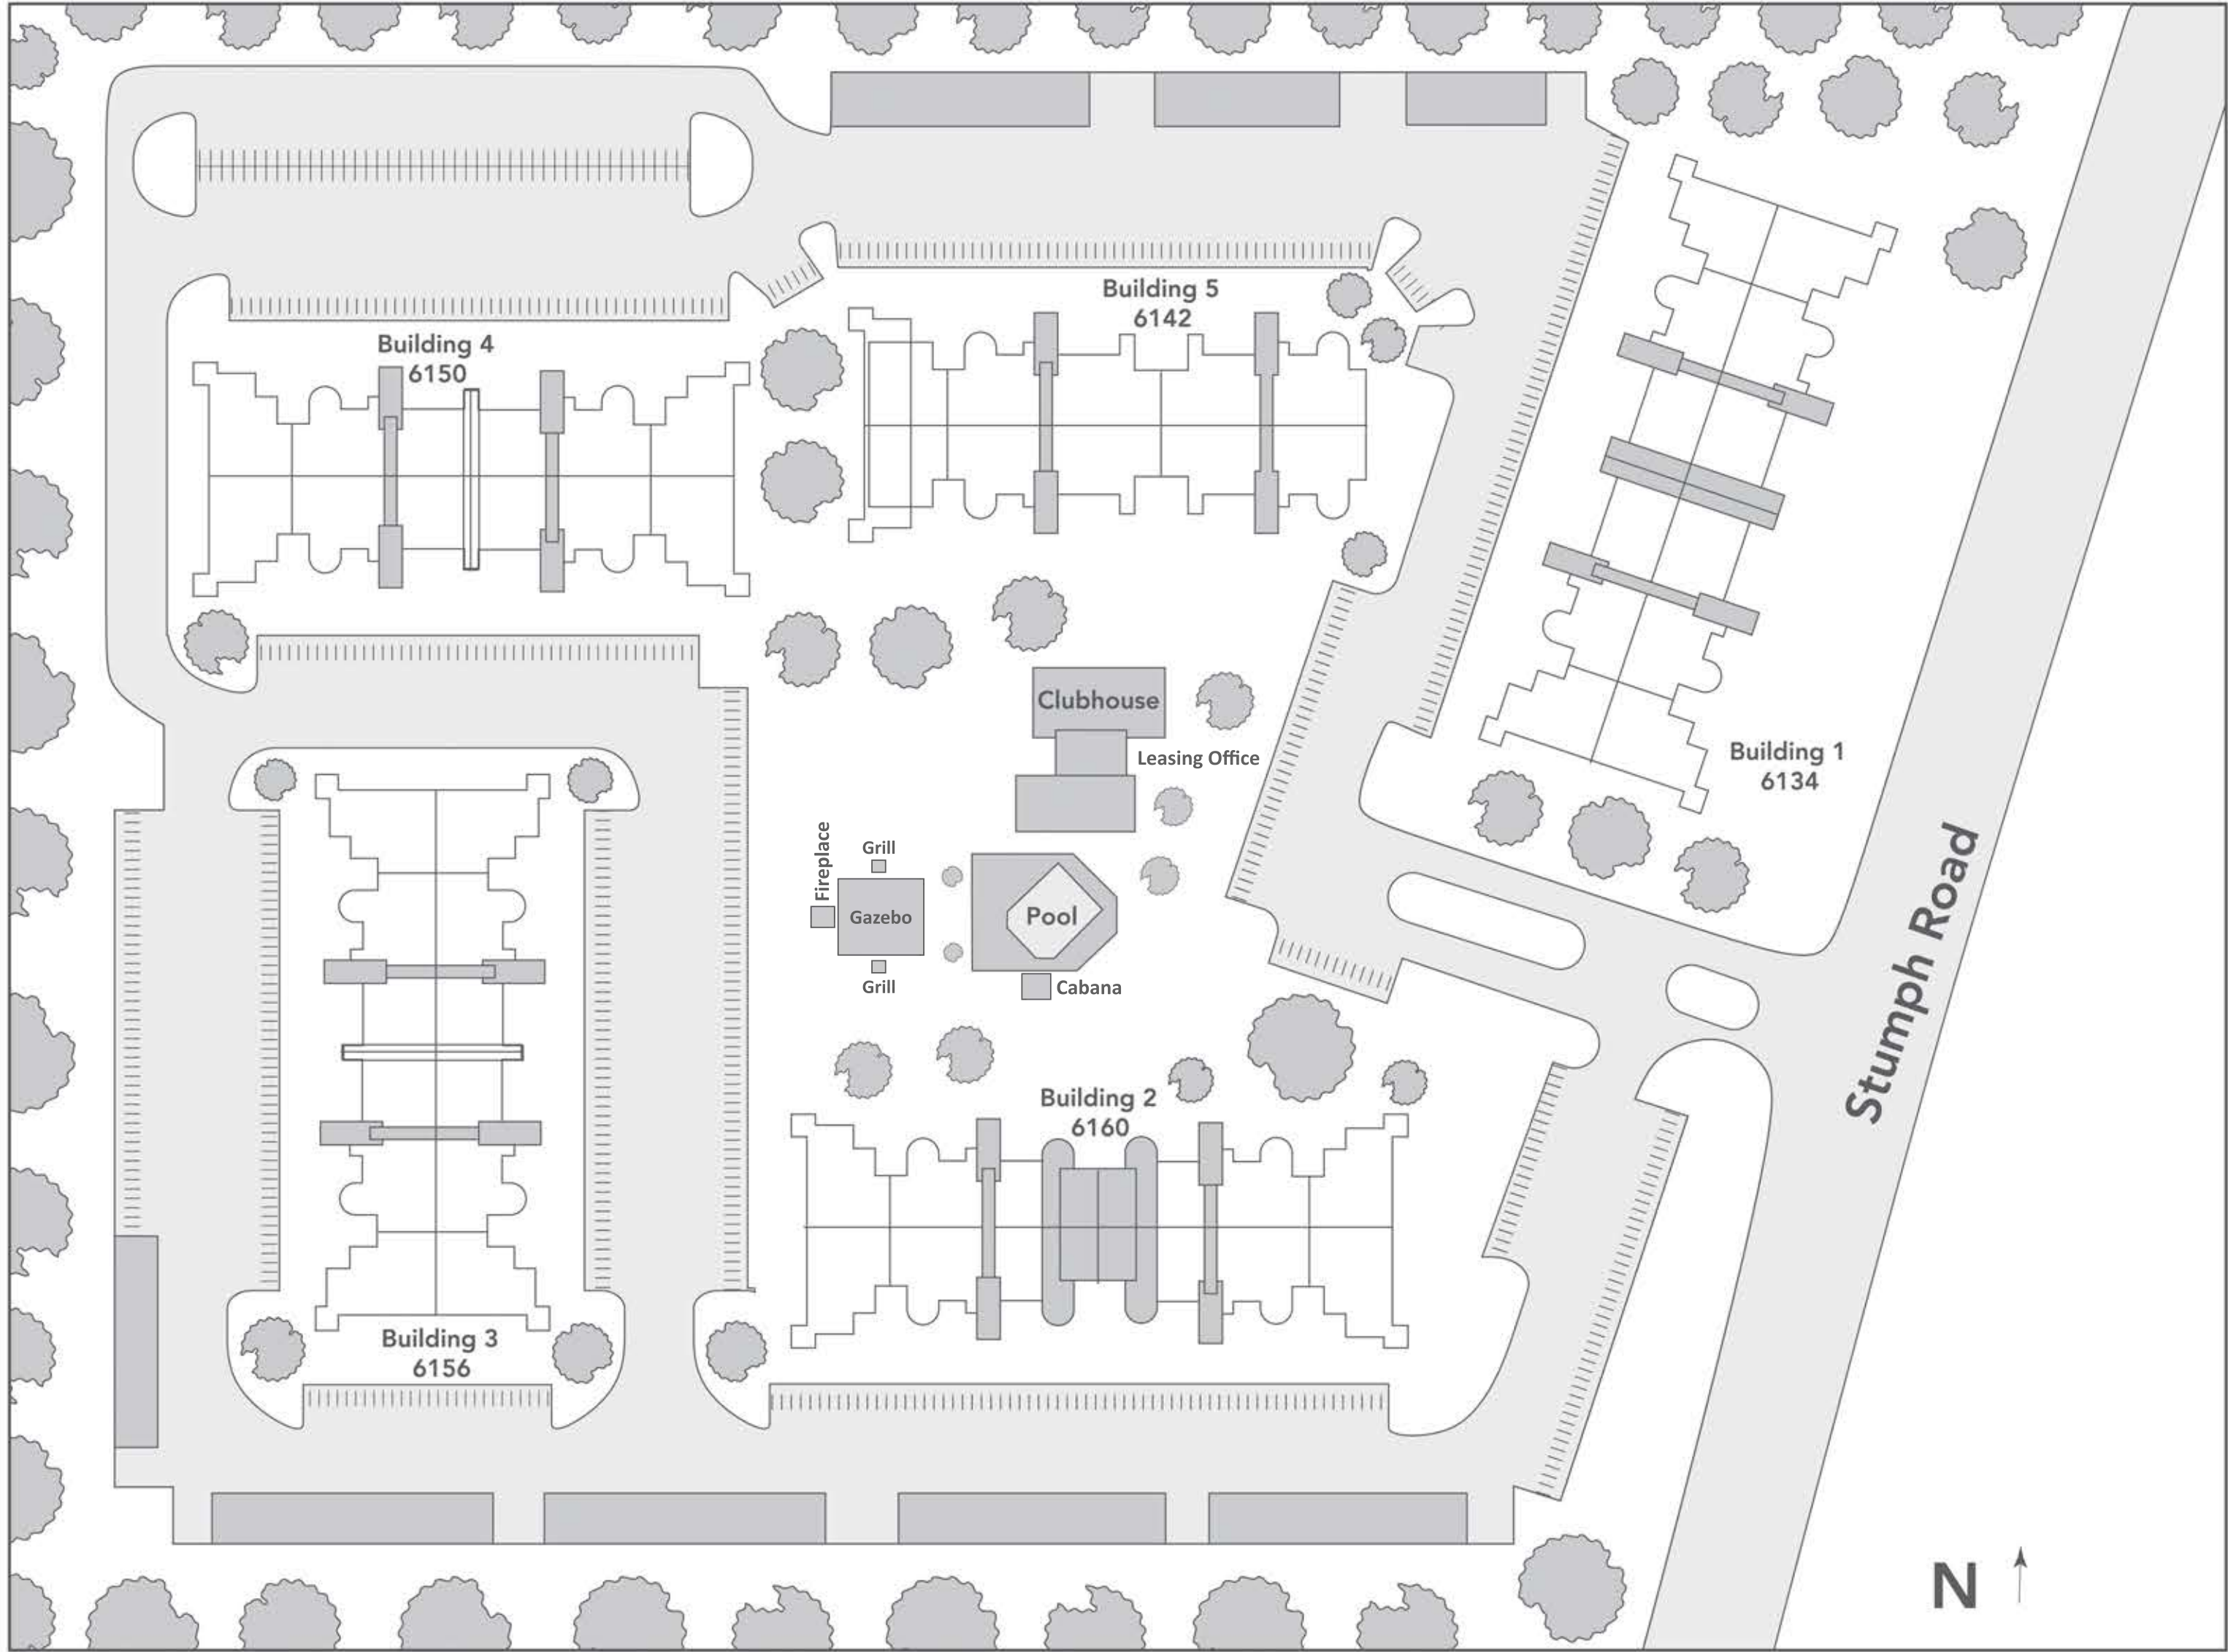 Building 5
6142
Building 4
6150
Clubhouse
Leasing Office
Building 1
6134
Fireplace
Grill
Gazebo
Pool
Grill
Cabana
Stumph Road
Building 2
6160
Building 3
6156
N